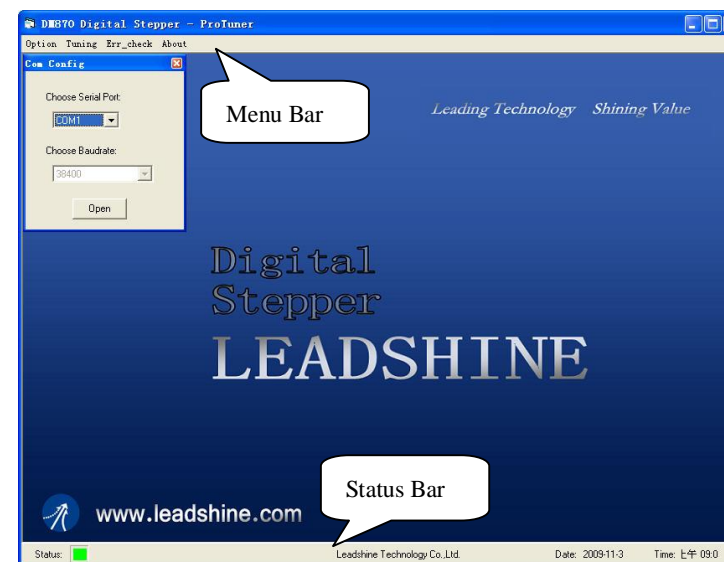 DM870 Digital Stepper - ProTuner
Option Tuning Err_check About
Com Config
Choose Serial Port:
COM1
Choose Baudrate:
38400
Open
Menu Bar
Leading Technology Shining Value
Digital
Stepper
LEADSHINE
Status Bar
www.leadshine.com
Status:
Leadshine Technology Co.,Ltd.
Date: 2009-11-3
Time: 上午 09:0